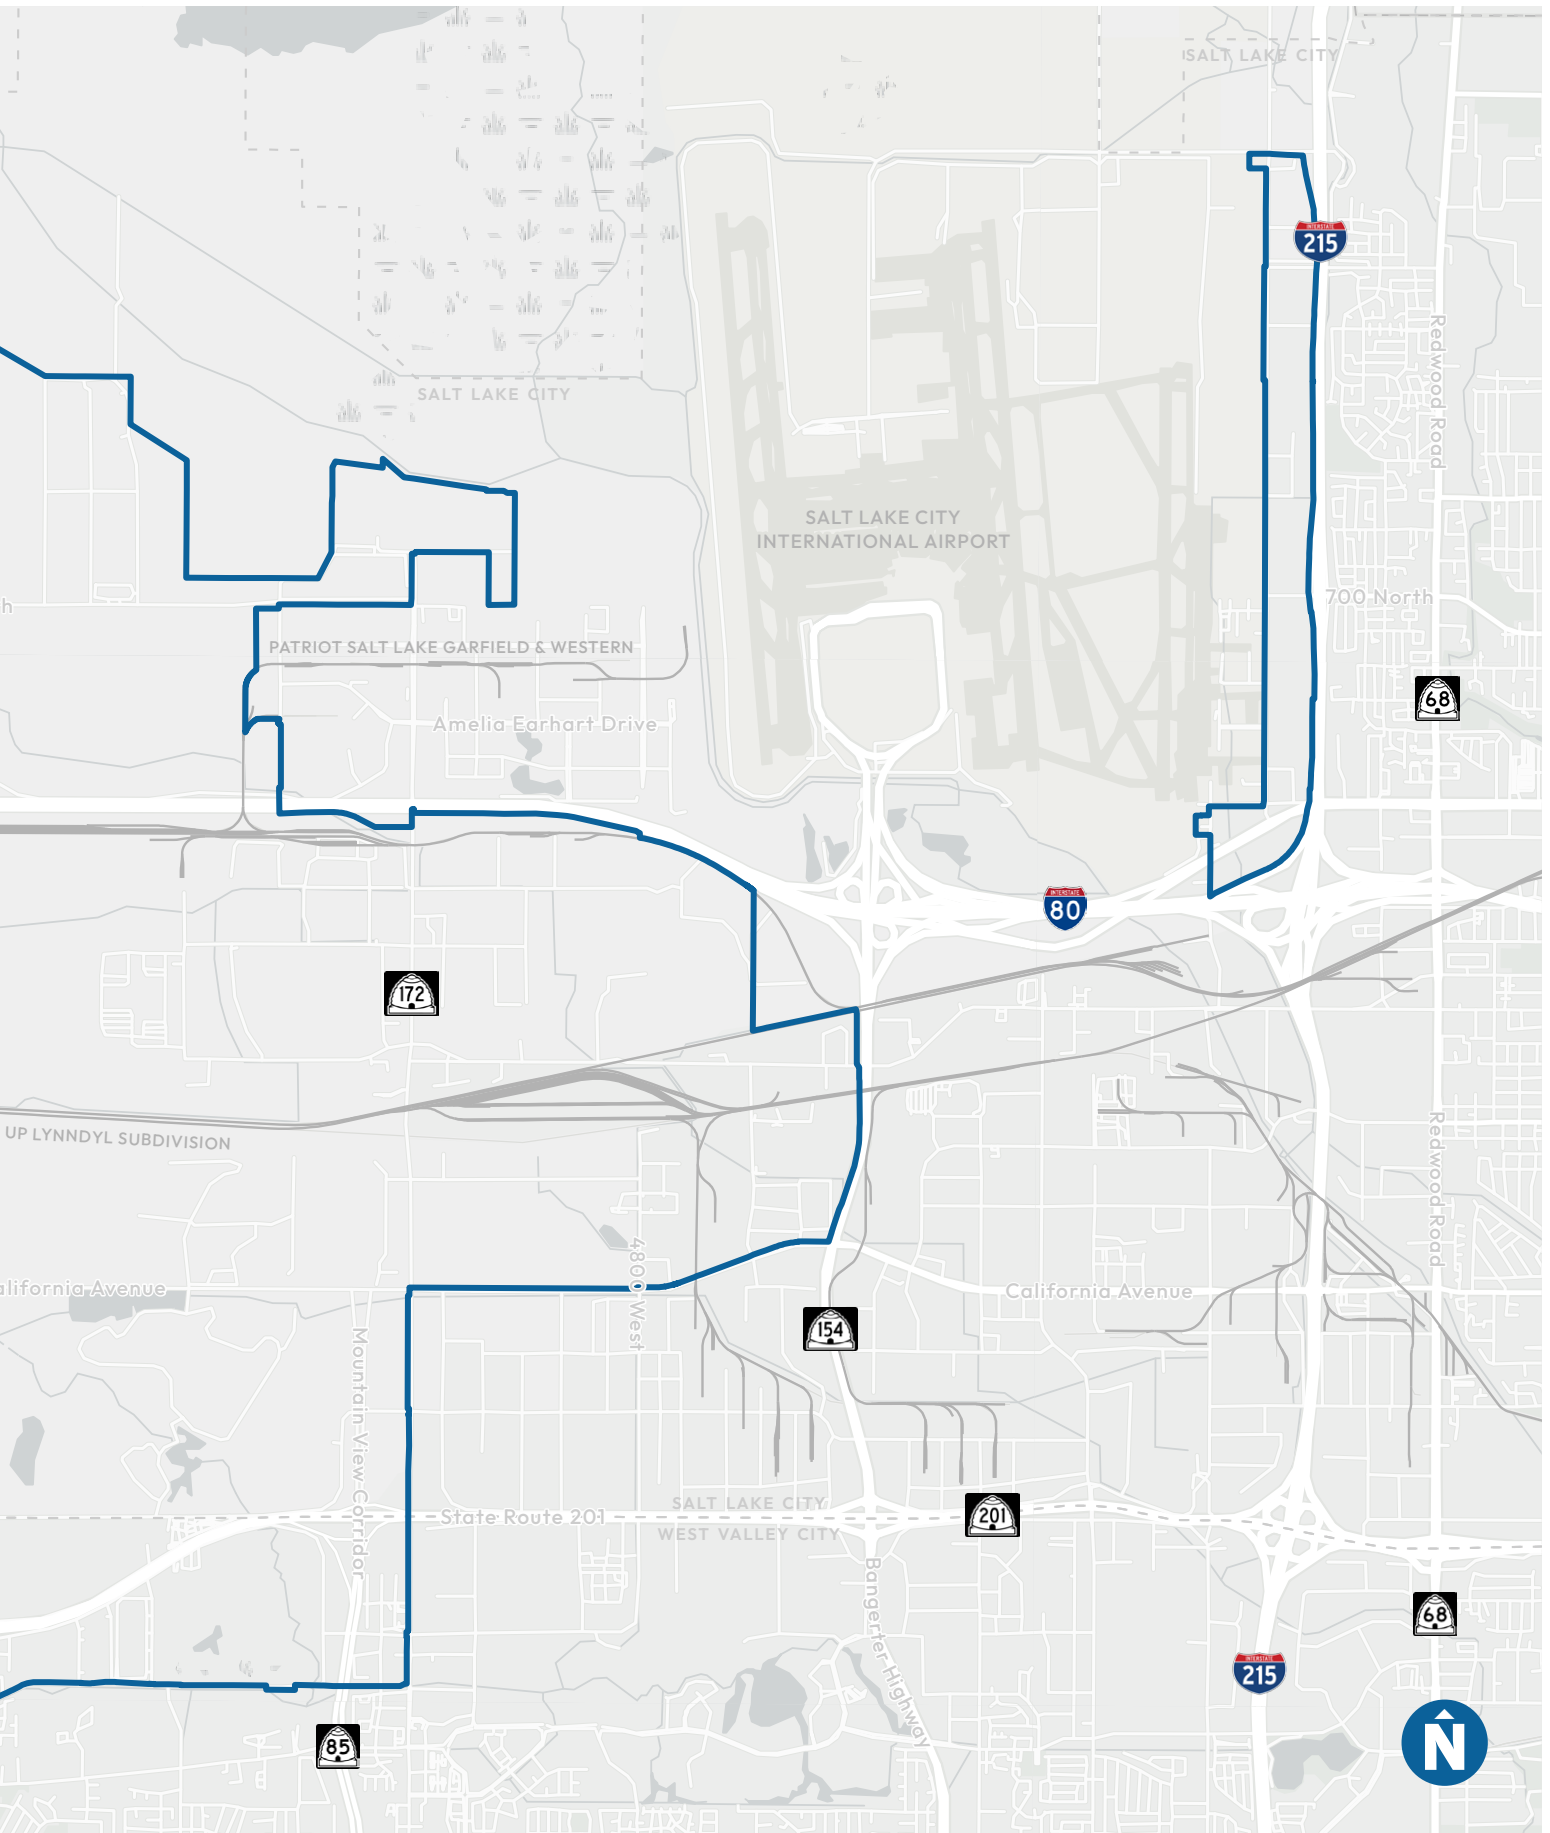 SALT LAKE CITY
INTERSTATE
215
Redwood Road
SALT LAKE CITY
SALT LAKE CITY
INTERNATIONAL AIRPORT
h
700 North
PATRIOT SALT LAKE GARFIELD & WESTERN
68
Amelia Earhart Drive
INTERSTATE
80
172
UP LYNNDYL SUBDIVISION
Redwood Road
4800 West
alifornia Avenue
California Avenue
154
Mountain View Corridor
SALT LAKE CITY
State Route 201
201
WEST VALLEY CITY
Bangerter Highway
68
INTERSTATE
215
85
N